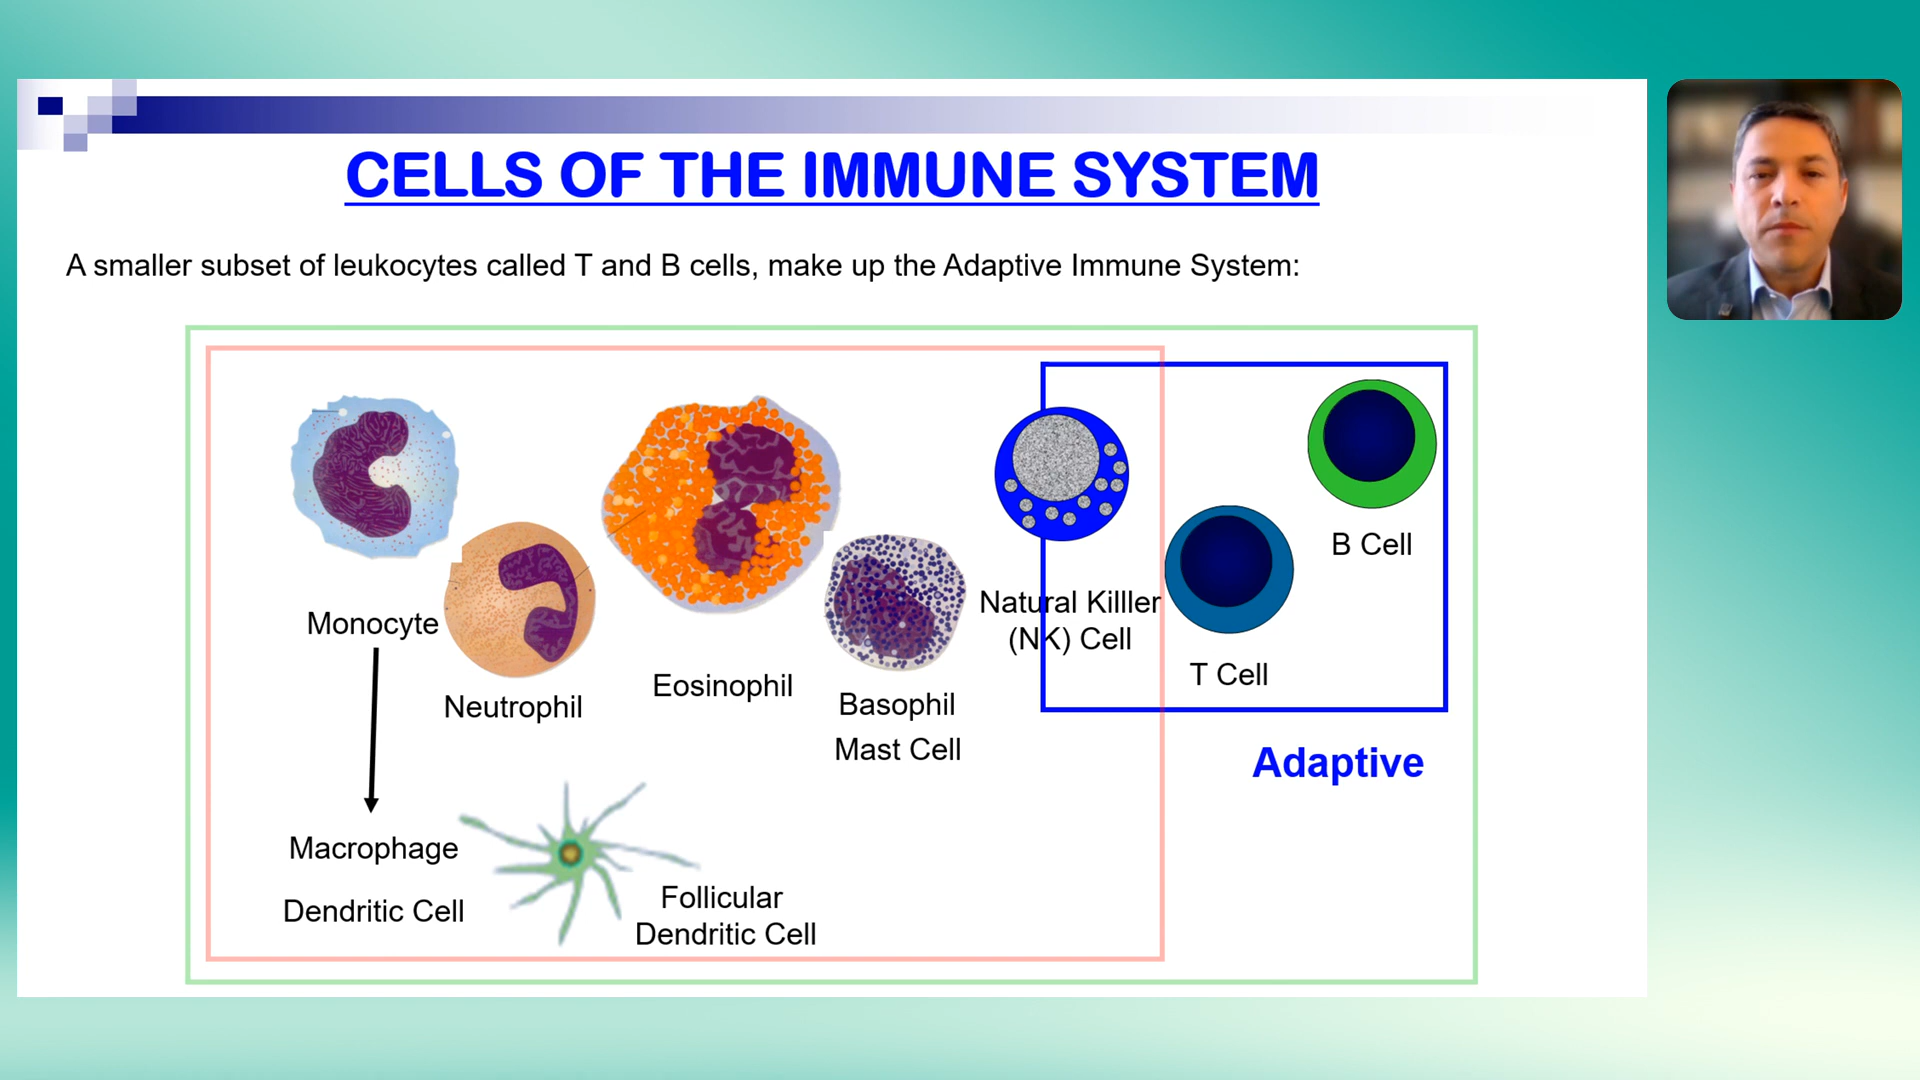 CELLS OF THE IMMUNE SYSTEM
A smaller subset of leukocytes called T and B cells, make up the Adaptive Immune System:
Monocyte
Neutrophil
Eosinophil
Basophil
Mast Cell
Natural Killler
(NK) Cell
T Cell
B Cell
Adaptive
Macrophage
Dendritic Cell
Follicular
Dendritic Cell